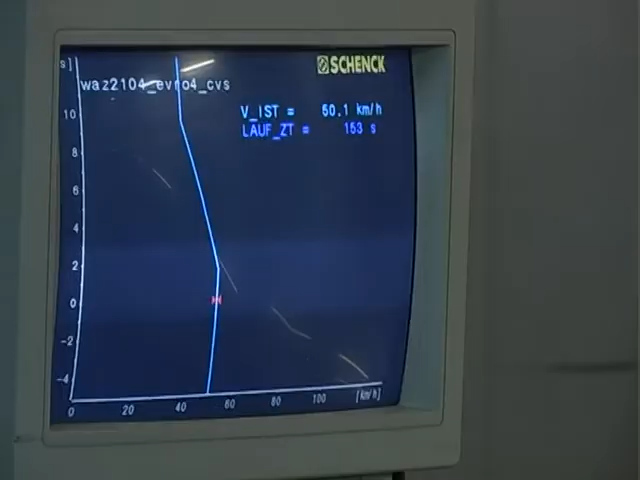 s]
SCHENCK
waz2104_evro4_cvs
V_IST = 50.1 km/h
LAUF_ZT = 153 s
10
8
6
4
2
0
-2
-4
0 20 40 60 80 100 [km/h]